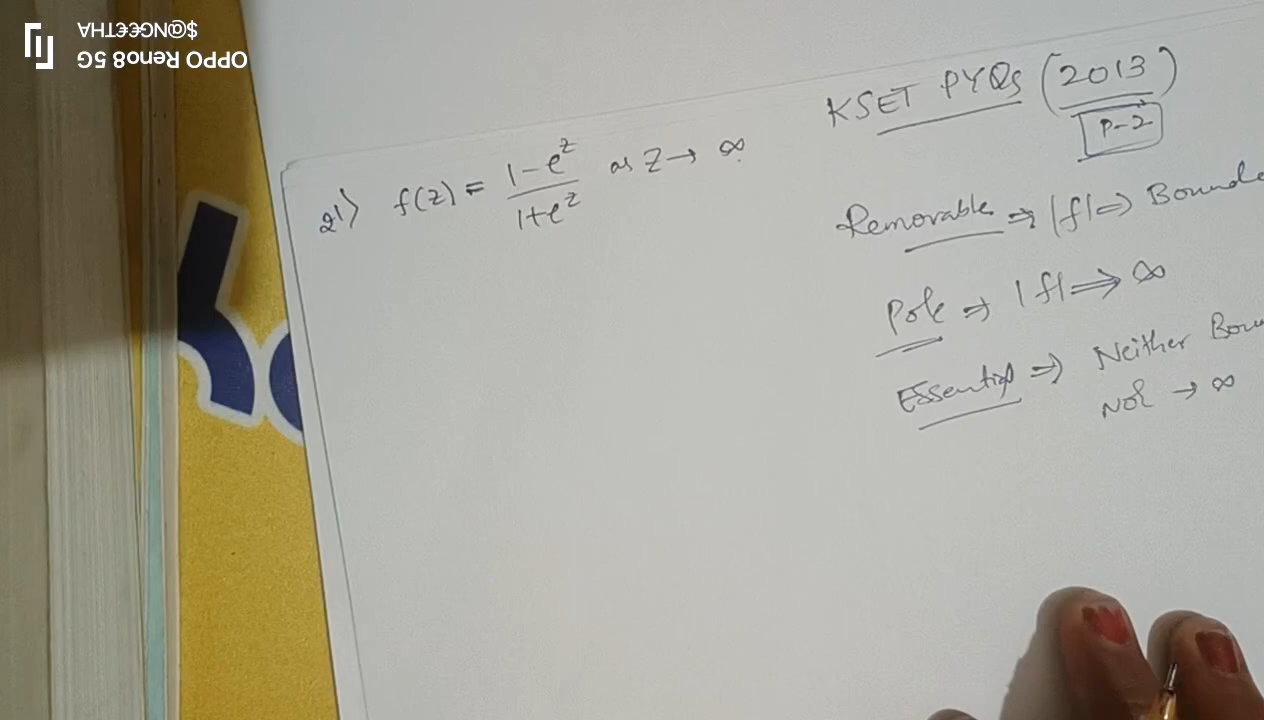 $@NGEETHA
OPPO Reno8 5G
KSET PYQs (2013)
P-2
21) f(z) = 1-e^z / 1+e^z as z → ∞
Removable ⇒ |f| ⇒ Bounde
Pole ⇒ |f| ⇒ ∞
Essential ⇒ Neither Bou
Nor → ∞